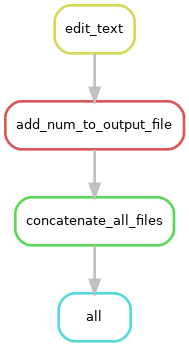 edit_text
add_num_to_output_file
concatenate_all_files
all